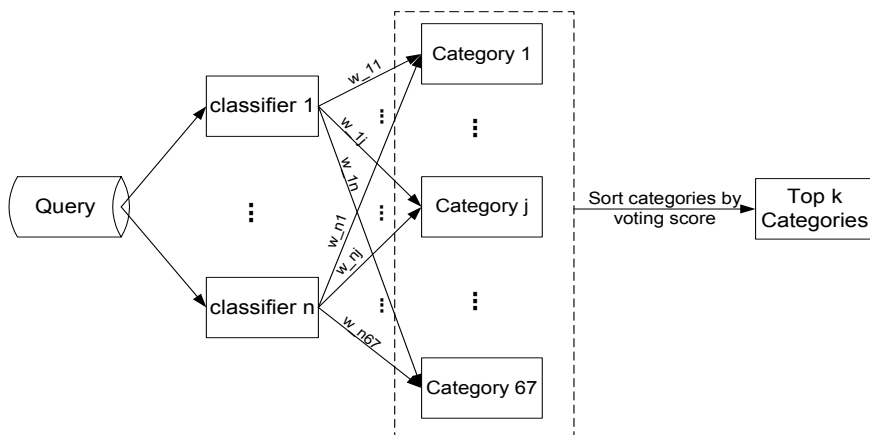 Query
classifier 1
...
classifier n
w_11
w_1j
w_1n
w_n1
w_nj
w_n67
...
...
...
Category 1
...
Category j
...
Category 67
Sort categories by
voting score
Top k
Categories